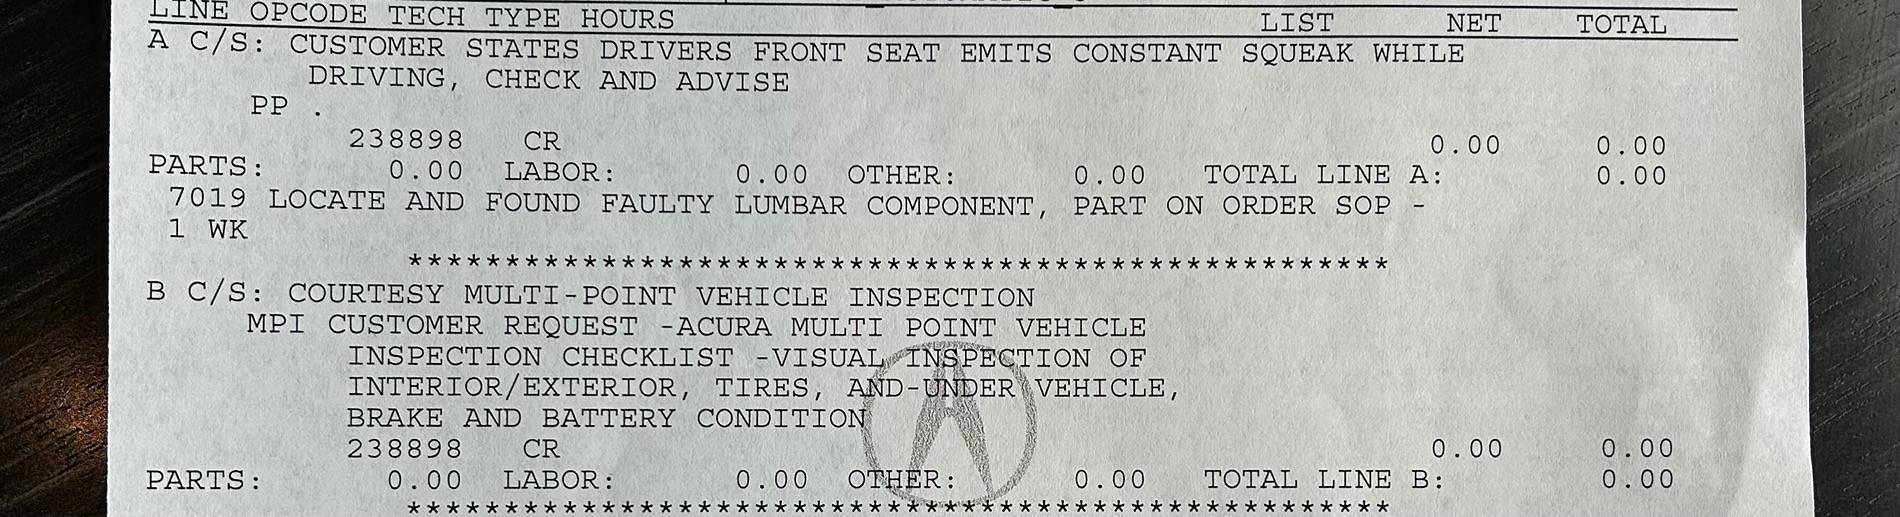 LINE OPCODE TECH TYPE HOURS LIST NET TOTAL
A C/S: CUSTOMER STATES DRIVERS FRONT SEAT EMITS CONSTANT SQUEAK WHILE
DRIVING, CHECK AND ADVISE
PP .
238898 CR 0.00 0.00
PARTS: 0.00 LABOR: 0.00 OTHER: 0.00 TOTAL LINE A: 0.00
7019 LOCATE AND FOUND FAULTY LUMBAR COMPONENT, PART ON ORDER SOP -
1 WK
**************************************************
B C/S: COURTESY MULTI-POINT VEHICLE INSPECTION
MPI CUSTOMER REQUEST -ACURA MULTI POINT VEHICLE
INSPECTION CHECKLIST -VISUAL INSPECTION OF
INTERIOR/EXTERIOR, TIRES, AND-UNDER VEHICLE,
BRAKE AND BATTERY CONDITION
238898 CR 0.00 0.00
PARTS: 0.00 LABOR: 0.00 OTHER: 0.00 TOTAL LINE B: 0.00
**************************************************